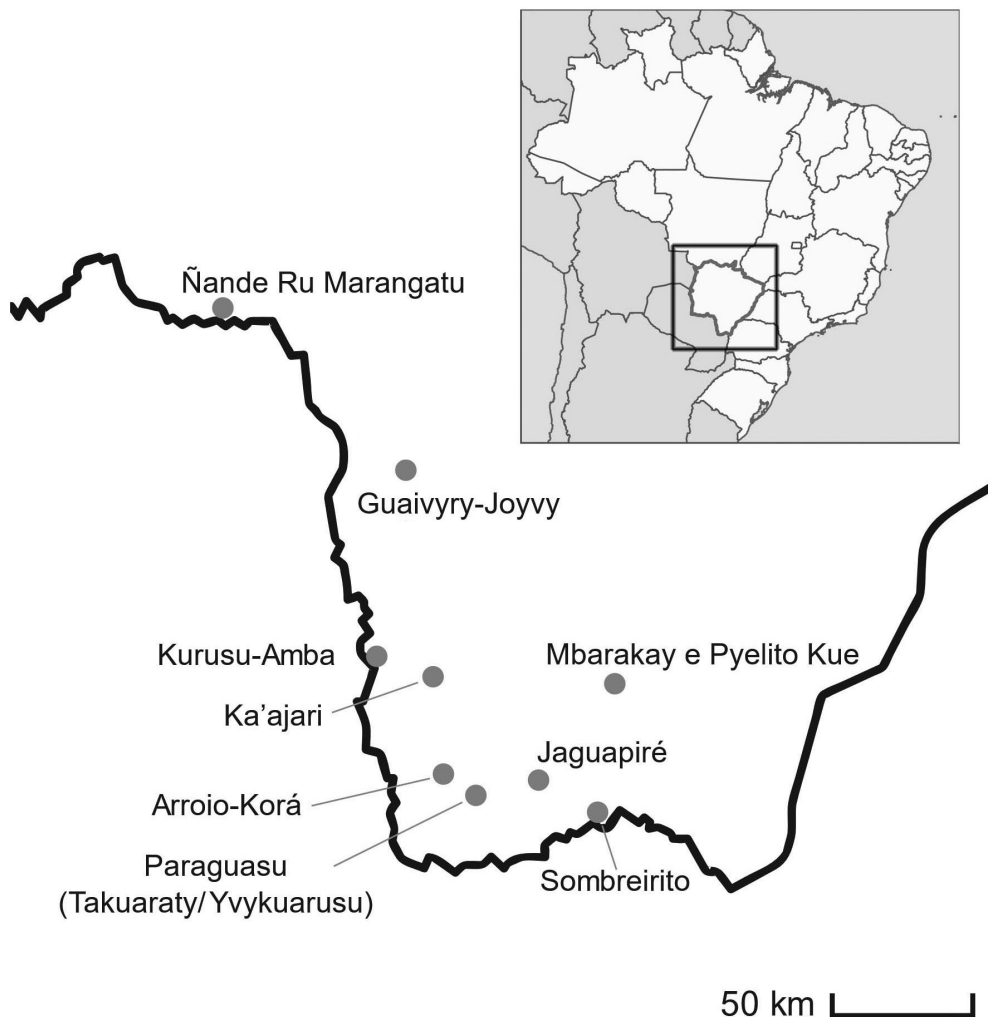 Ñande Ru Marangatu
Guaivyry-Joyvy
Kurusu-Amba
Mbarakay e Pyelito Kue
Ka’ajari
Jaguapiré
Arroio-Korá
Paraguasu
(Takuaraty/Yvykuarusu)
Sombreirito
50 km